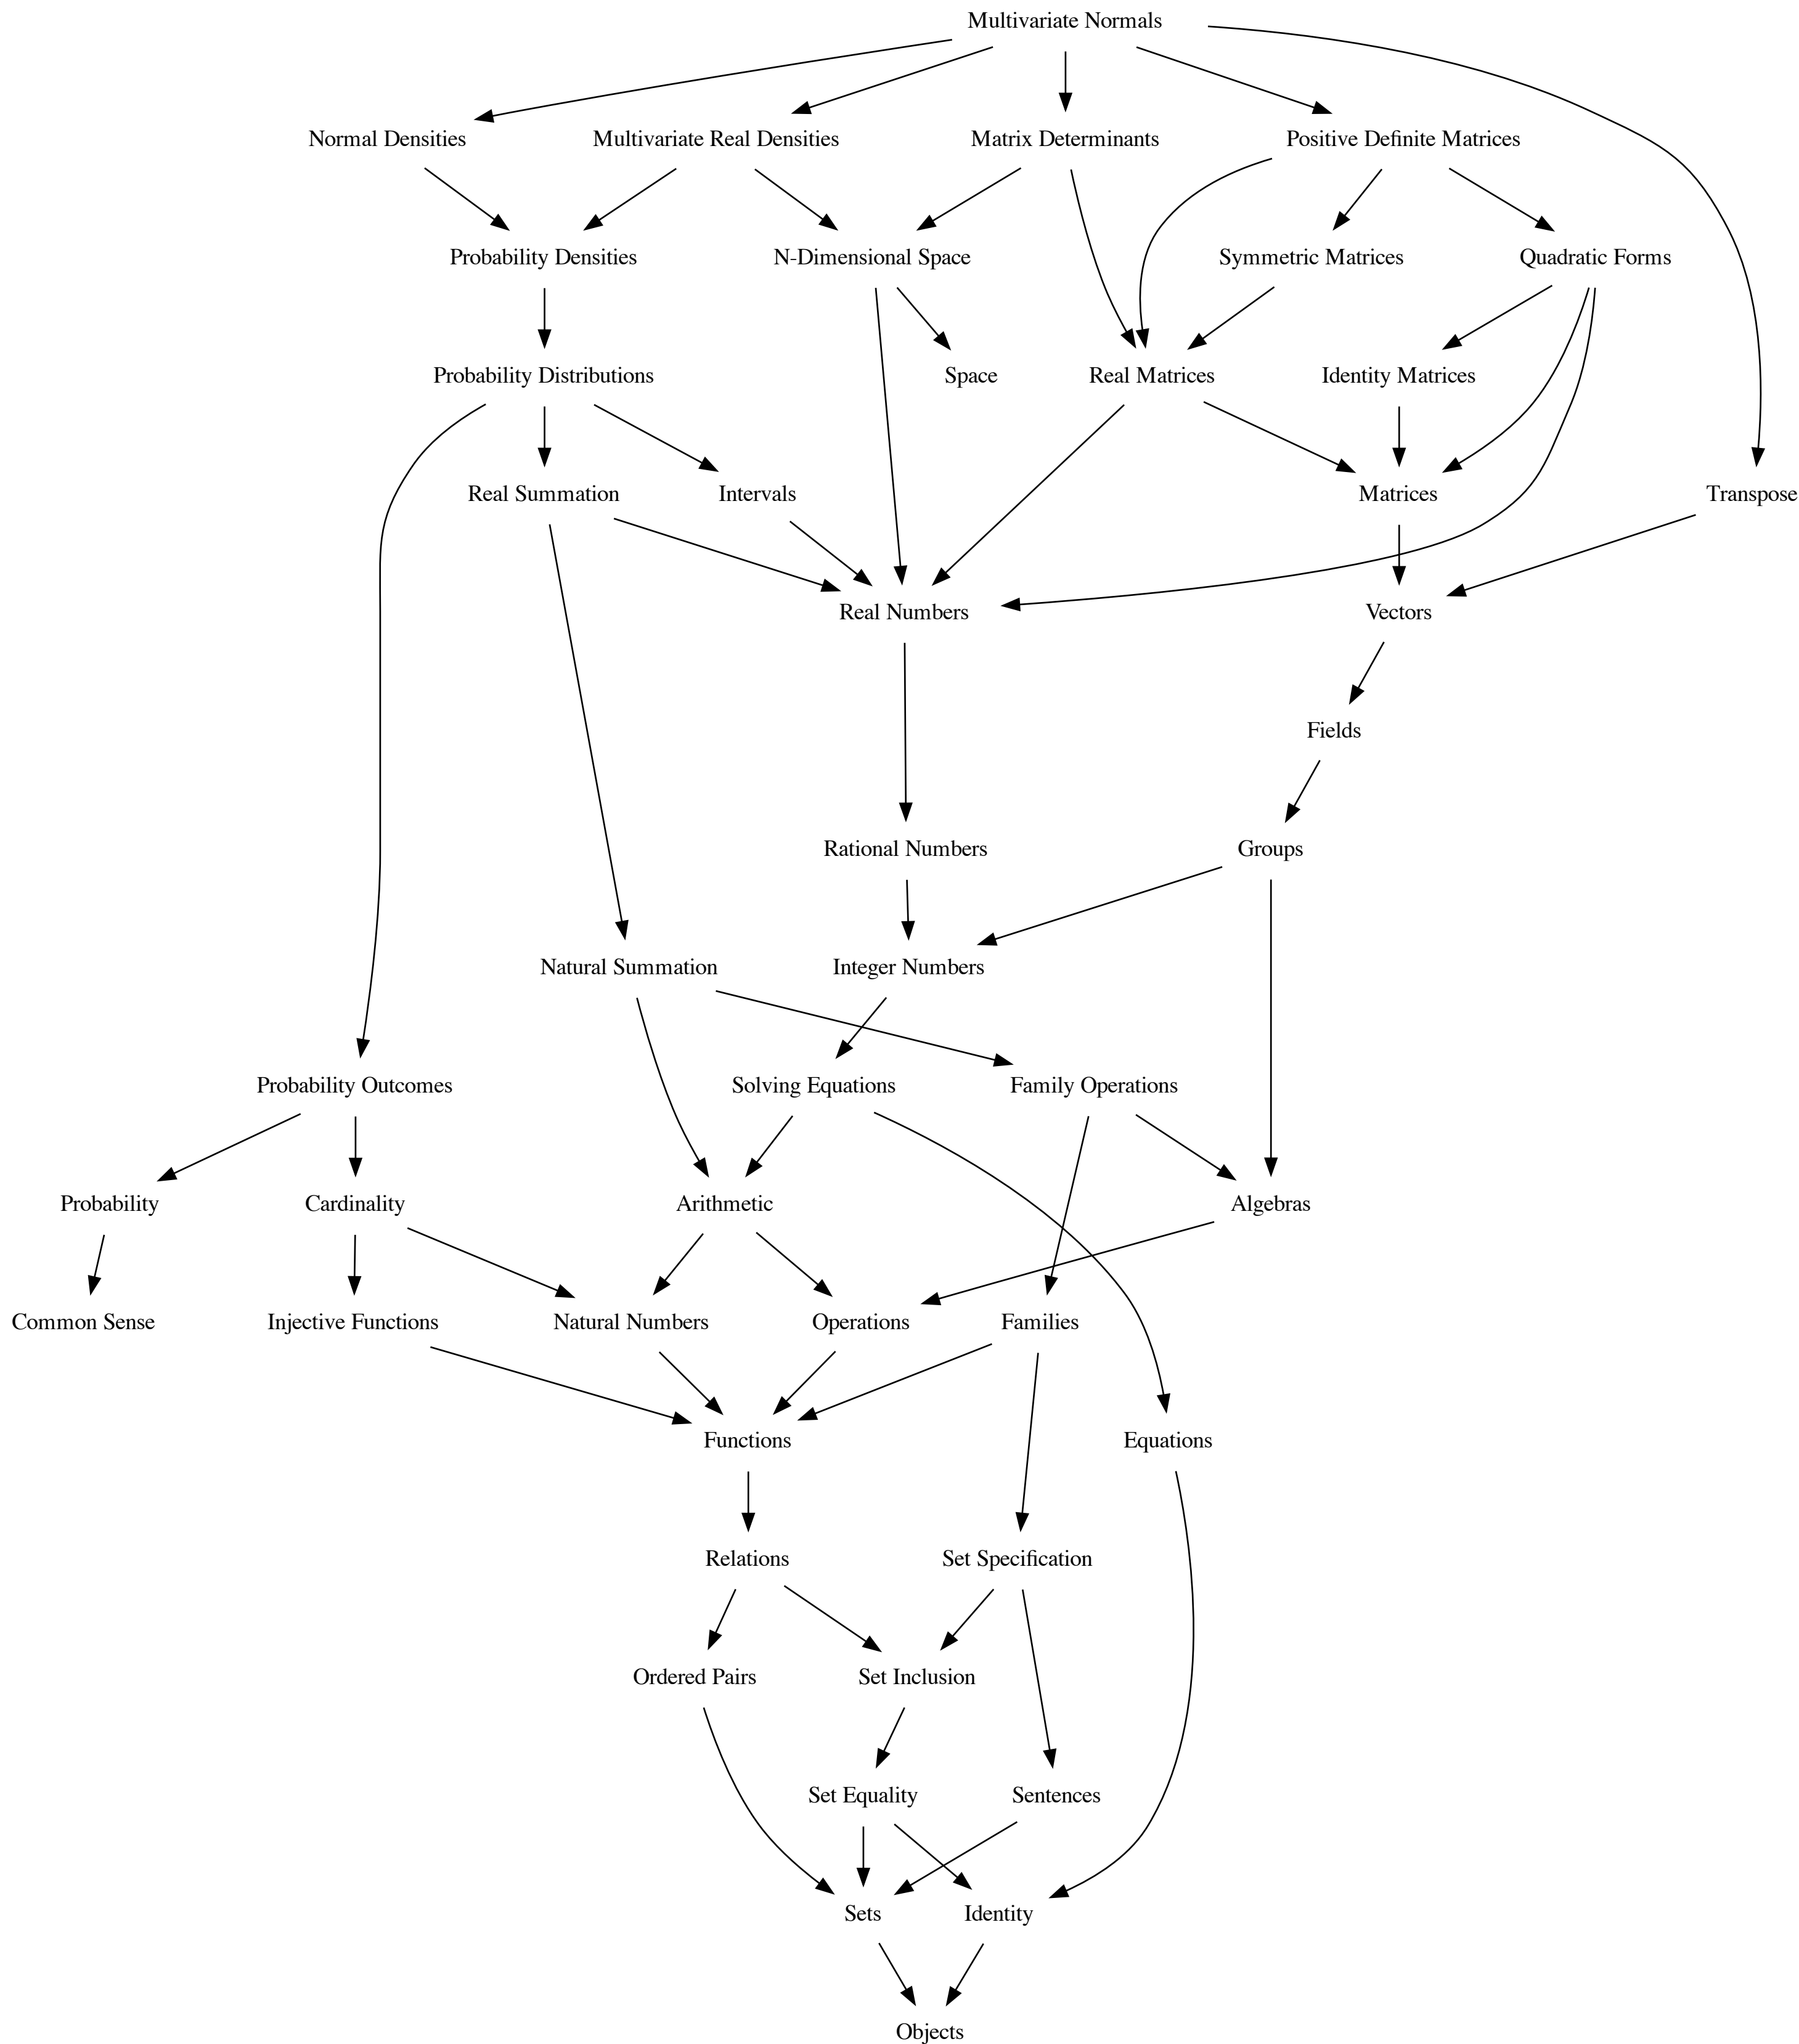 Multivariate Normals
Normal Densities
Multivariate Real Densities
Matrix Determinants
Positive Definite Matrices
Probability Densities
N-Dimensional Space
Symmetric Matrices
Quadratic Forms
Probability Distributions
Space
Real Matrices
Identity Matrices
Real Summation
Intervals
Matrices
Transpose
Real Numbers
Vectors
Fields
Rational Numbers
Groups
Natural Summation
Integer Numbers
Probability Outcomes
Solving Equations
Family Operations
Probability
Cardinality
Arithmetic
Algebras
Common Sense
Injective Functions
Natural Numbers
Operations
Families
Functions
Equations
Relations
Set Specification
Ordered Pairs
Set Inclusion
Set Equality
Sentences
Sets
Identity
Objects